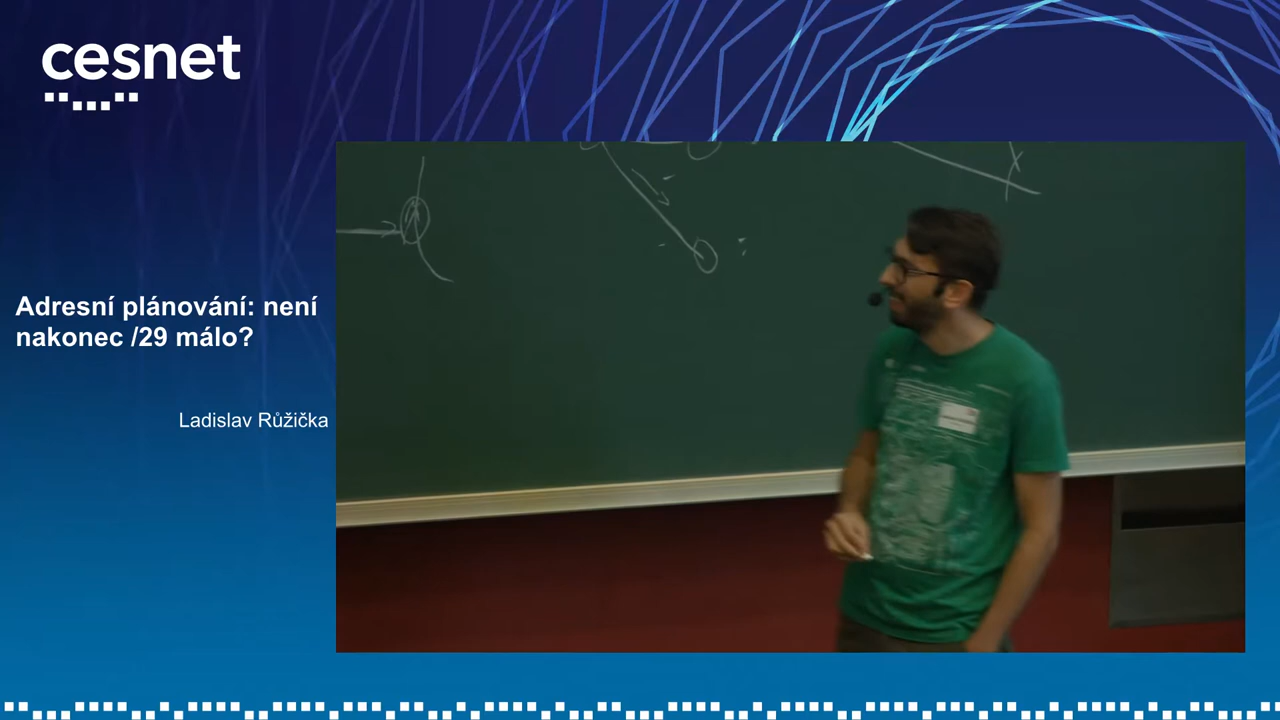 cesnet
Adresní plánování: není
nakonec /29 málo?
Ladislav Růžička